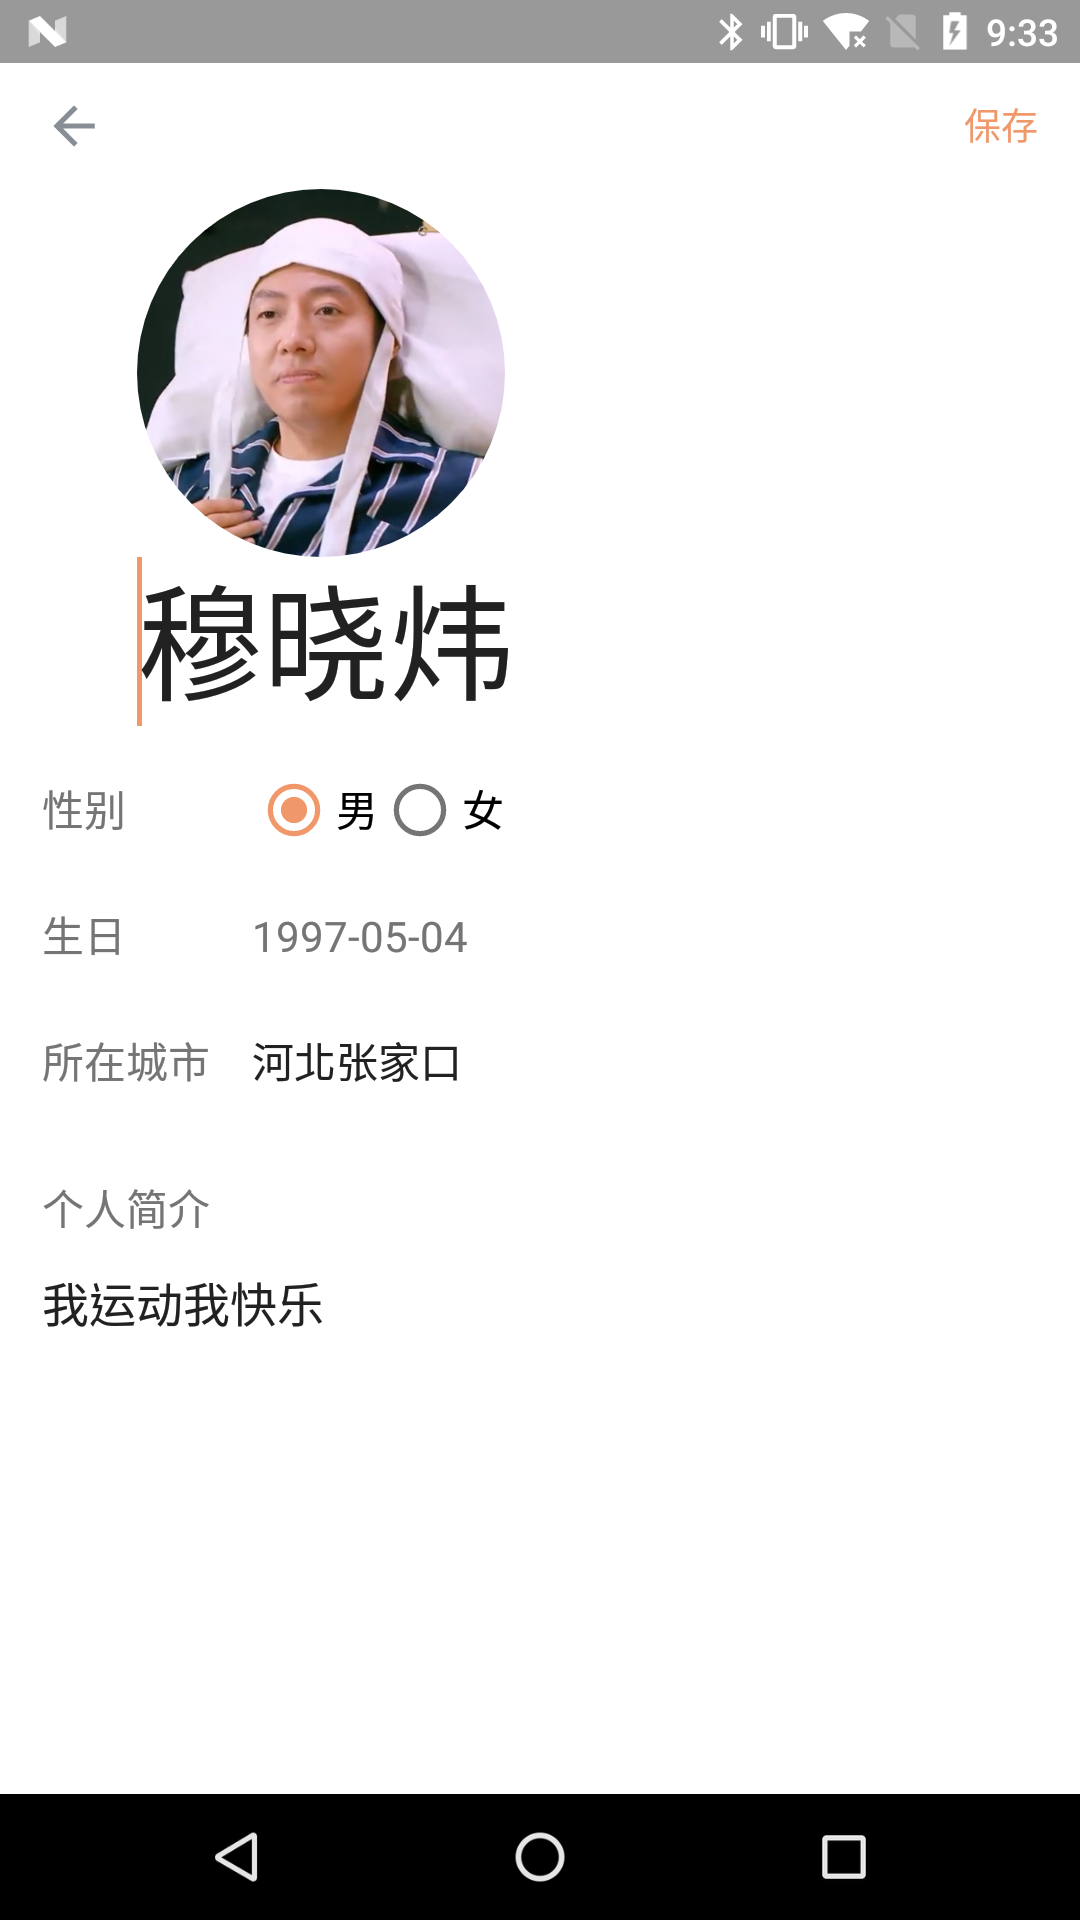 9:33
保存
穆晓炜
性别 男 女
生日 1997-05-04
所在城市 河北张家口
个人简介
我运动我快乐